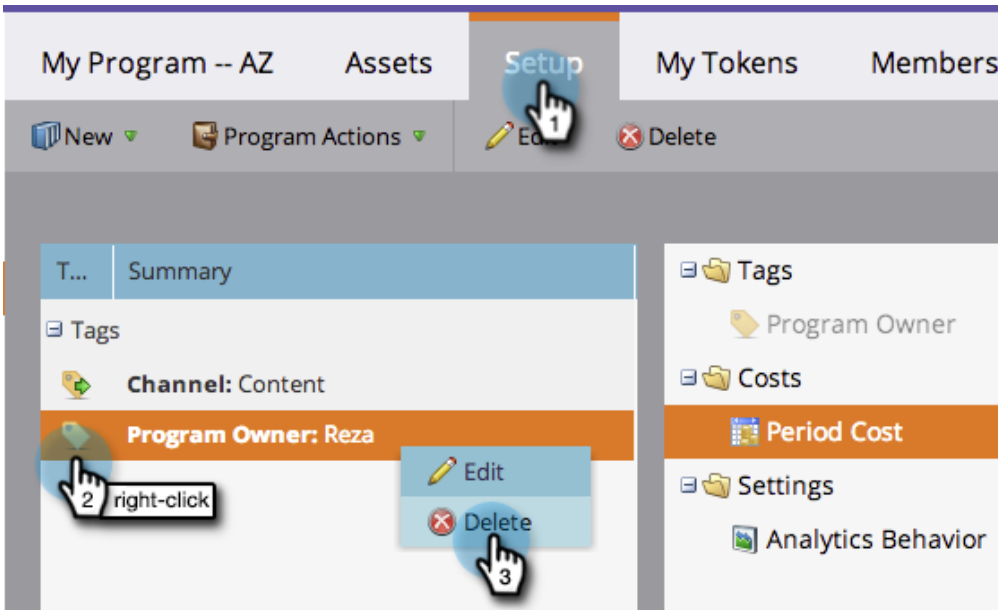 My Program -- AZ Assets Setup My Tokens Members
1
New Program Actions Edit Delete
T... Summary
Tags
Channel: Content
Program Owner: Reza
Edit
2 right-click
Delete
3
Tags
Program Owner
Costs
Period Cost
Settings
Analytics Behavior